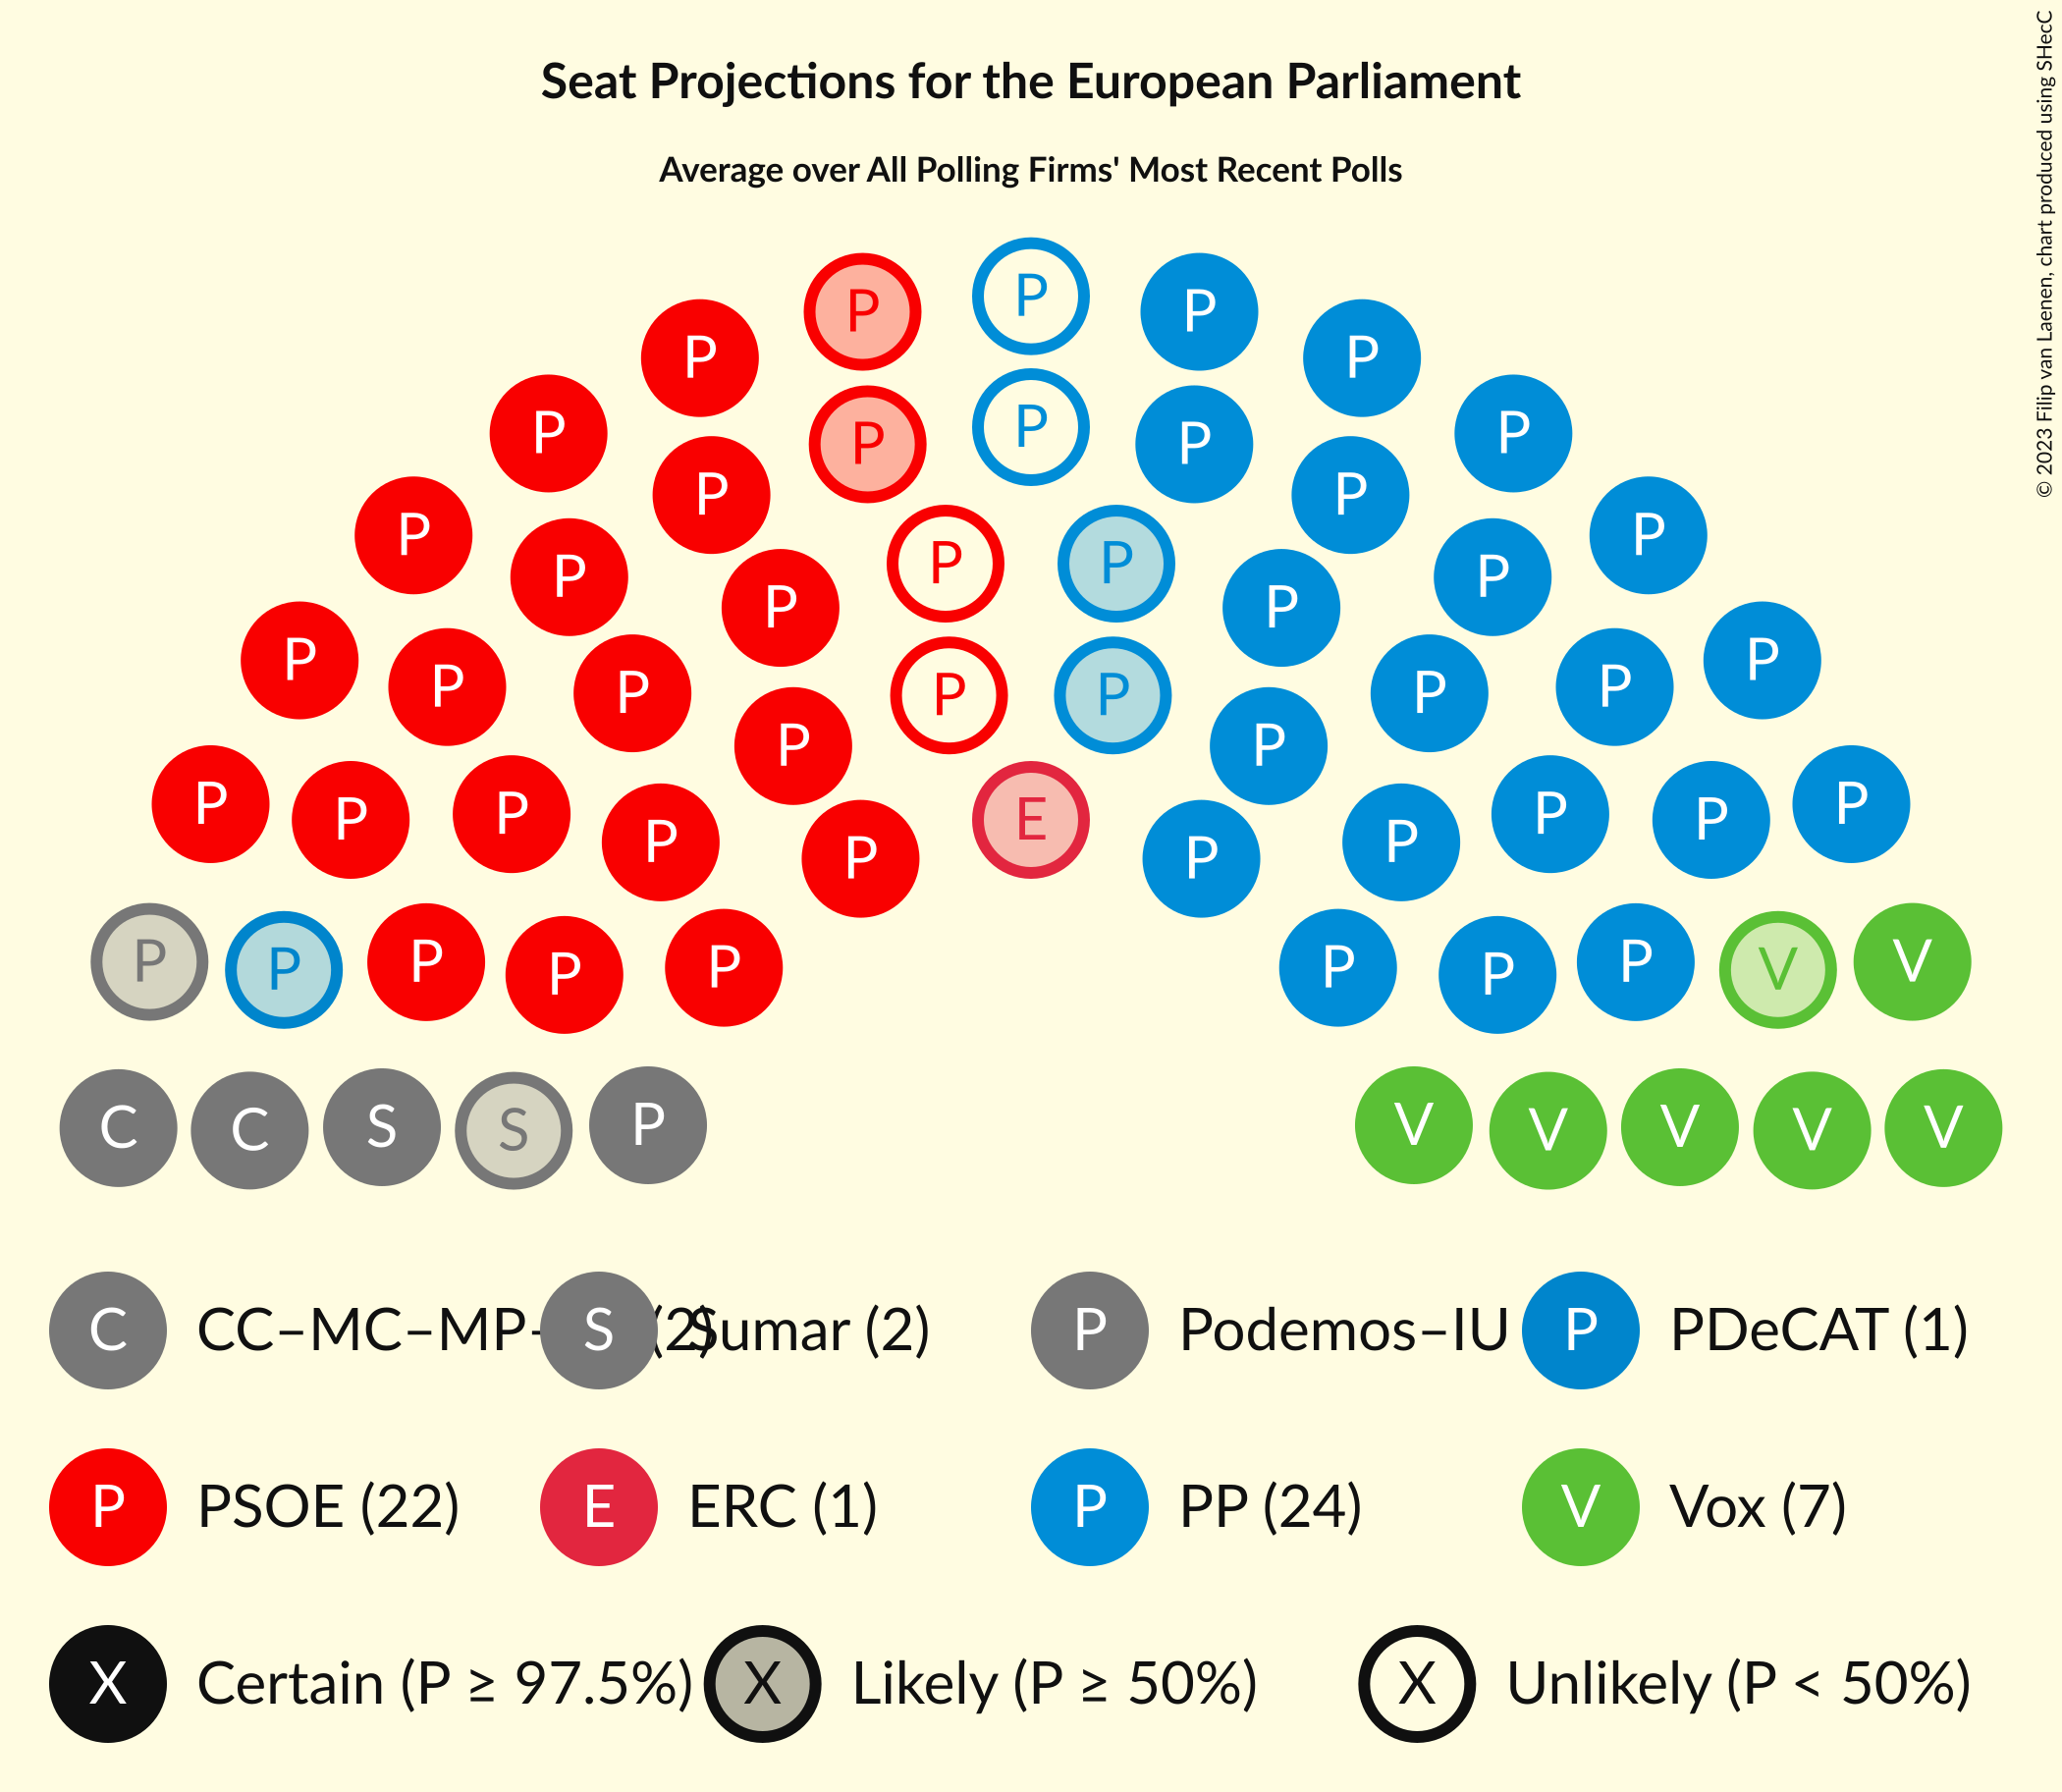 Seat Projections for the European Parliament
Average over All Polling Firms' Most Recent Polls
© 2023 Filip van Laenen, chart produced using SHecC
P P P P P
P P P P
P P P P
P P P P
P P P P
P P P P P P
P P P P
P P P P
E
P P P P P P P P
P P
P P P P P P P P V V
C C S S P V V V V V
C CC–MC–MP– (2) S Sumar (2) P Podemos–IU P PDeCAT (1)
P PSOE (22) E ERC (1) P PP (24) V Vox (7)
X Certain (P ≥ 97.5%) X Likely (P ≥ 50%) X Unlikely (P < 50%)